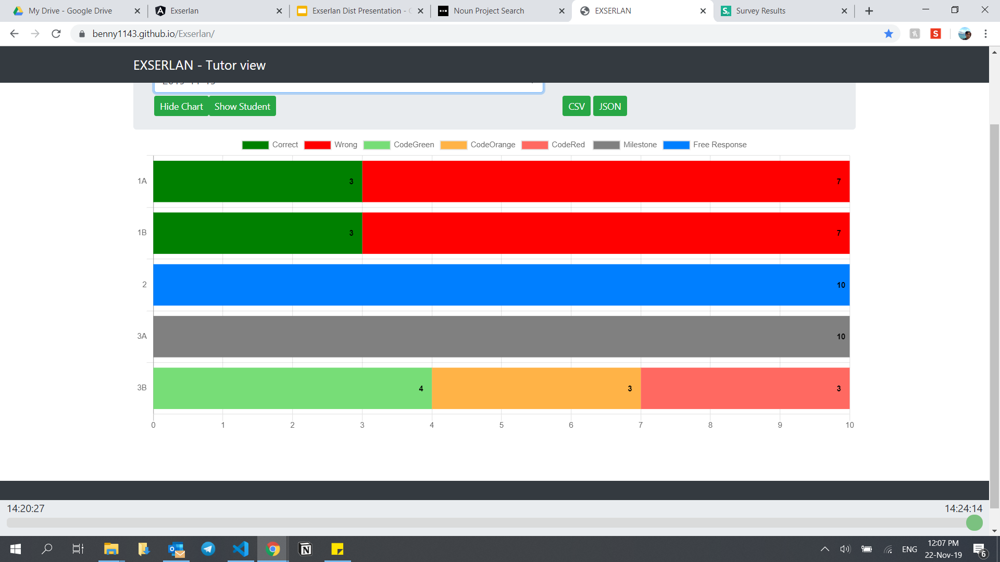 My Drive - Google Drive
Exserlan
Exserlan Dist Presentation -
Noun Project Search
EXSERLAN
Survey Results
benny1143.github.io/Exserlan/
EXSERLAN - Tutor view
Hide Chart Show Student CSV JSON
Correct Wrong CodeGreen CodeOrange CodeRed Milestone Free Response
1A 3 7
1B 3 7
2 10
3A 10
3B 4 3 3
0 1 2 3 4 5 6 7 8 9 10
14:20:27 14:24:14
ENG
12:07 PM
22-Nov-19
6